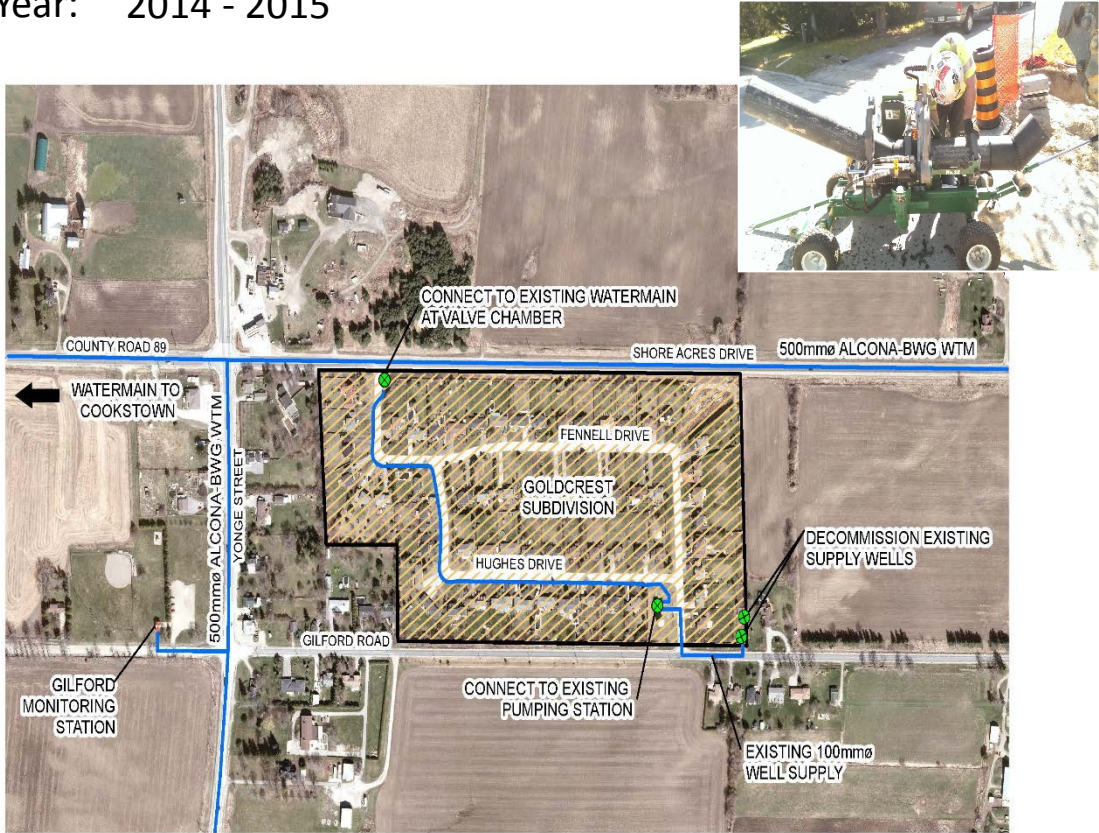 Year: 2014 - 2015
CONNECT TO EXISTING WATERMAIN
AT VALVE CHAMBER
COUNTY ROAD 89
SHORE ACRES DRIVE
500mmø ALCONA-BWG WTM
WATERMAIN TO
COOKSTOWN
500mmø ALCONA-BWG WTM
YONGE STREET
FENNELL DRIVE
GOLDCREST
SUBDIVISION
DECOMMISSION EXISTING
SUPPLY WELLS
HUGHES DRIVE
GILFORD ROAD
GILFORD
MONITORING
STATION
CONNECT TO EXISTING
PUMPING STATION
EXISTING 100mmø
WELL SUPPLY